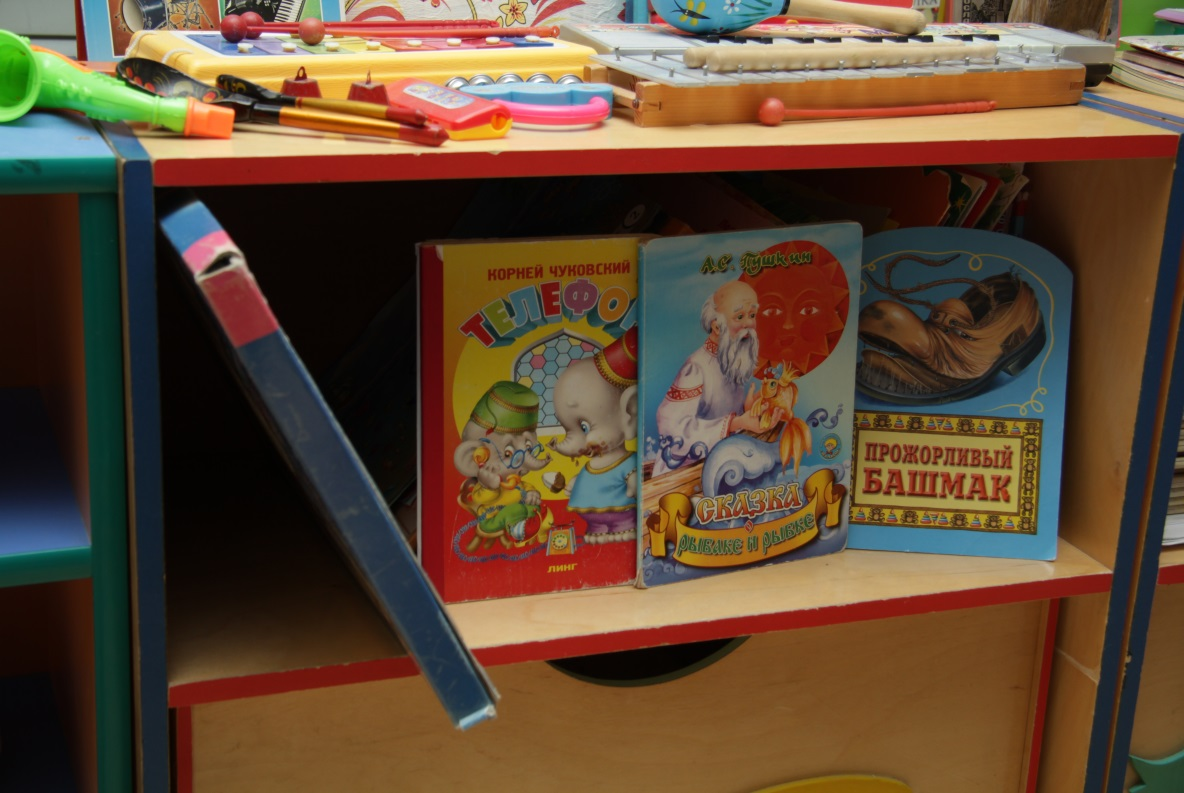 КОРНЕЙ ЧУКОВСКИЙ
ТЕЛЕФО
ЛИНГ
А.С. Пушкин
СКАЗКА
о
рыбаке и рыбке
ПРОЖОРЛИВЫЙ
БАШМАК